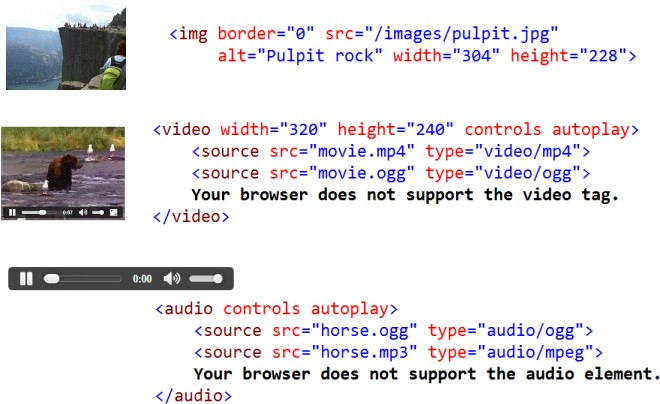 <img border="0" src="/images/pulpit.jpg"
alt="Pulpit rock" width="304" height="228">
<video width="320" height="240" controls autoplay>
<source src="movie.mp4" type="video/mp4">
<source src="movie.ogg" type="video/ogg">
Your browser does not support the video tag.
</video>
0:07
0:00
<audio controls autoplay>
<source src="horse.ogg" type="audio/ogg">
<source src="horse.mp3" type="audio/mpeg">
Your browser does not support the audio element.
</audio>